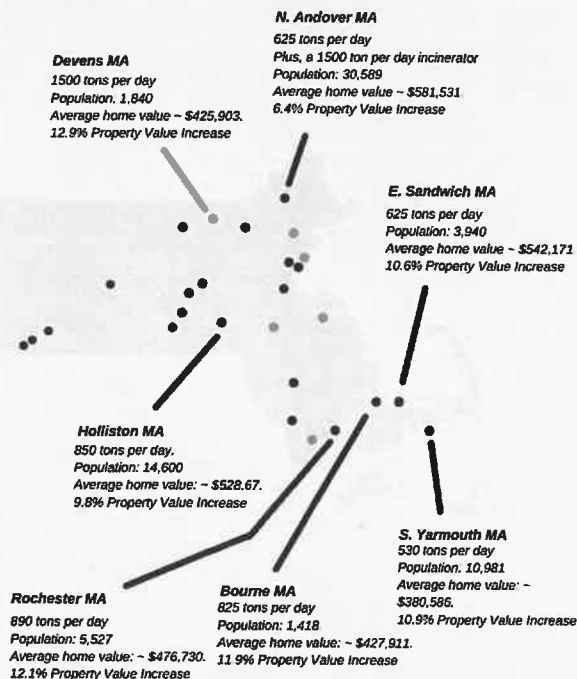 N. Andover MA
625 tons per day
Plus, a 1500 ton per day incinerator
Population: 30,589
Average home value ~ $581,531
6.4% Property Value Increase
Devens MA
1500 tons per day
Population. 1,840
Average home value ~ $425,903.
12.9% Property Value Increase
E. Sandwich MA
625 tons per day
Population: 3,940
Average home value ~ $542,171
10.6% Property Value Increase
Holliston MA
850 tons per day.
Population: 14,600
Average home value: ~ $528.67.
9.8% Property Value Increase
S. Yarmouth MA
530 tons per day
Population. 10,981
Average home value: ~
$380,586.
10.9% Property Value Increase
Rochester MA
890 tons per day
Population: 5,527
Average home value: ~ $476,730.
12.1% Property Value Increase
Bourne MA
825 tons per day
Population: 1,418
Average home value: ~ $427,911.
11.9% Property Value Increase